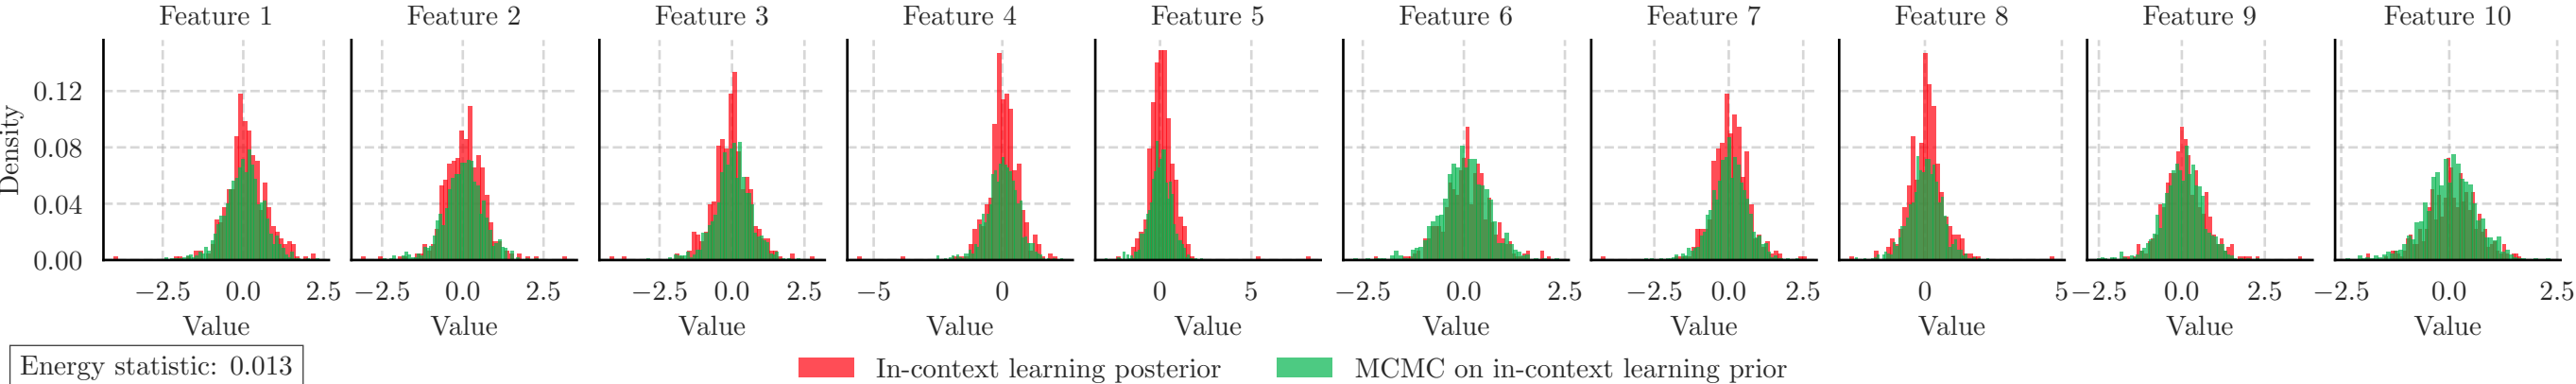 Feature 1 Feature 2 Feature 3 Feature 4 Feature 5 Feature 6 Feature 7 Feature 8 Feature 9 Feature 10
Density
0.12
0.08
0.04
0.00
−2.5 0.0 2.5 −2.5 0.0 2.5 −2.5 0.0 2.5 −5 0 0 5 −2.5 0.0 2.5 −2.5 0.0 2.5 0 5 −2.5 0.0 2.5 −2.5 0.0 2.5
Value Value Value Value Value Value Value Value Value Value
Energy statistic: 0.013
In-context learning posterior MCMC on in-context learning prior